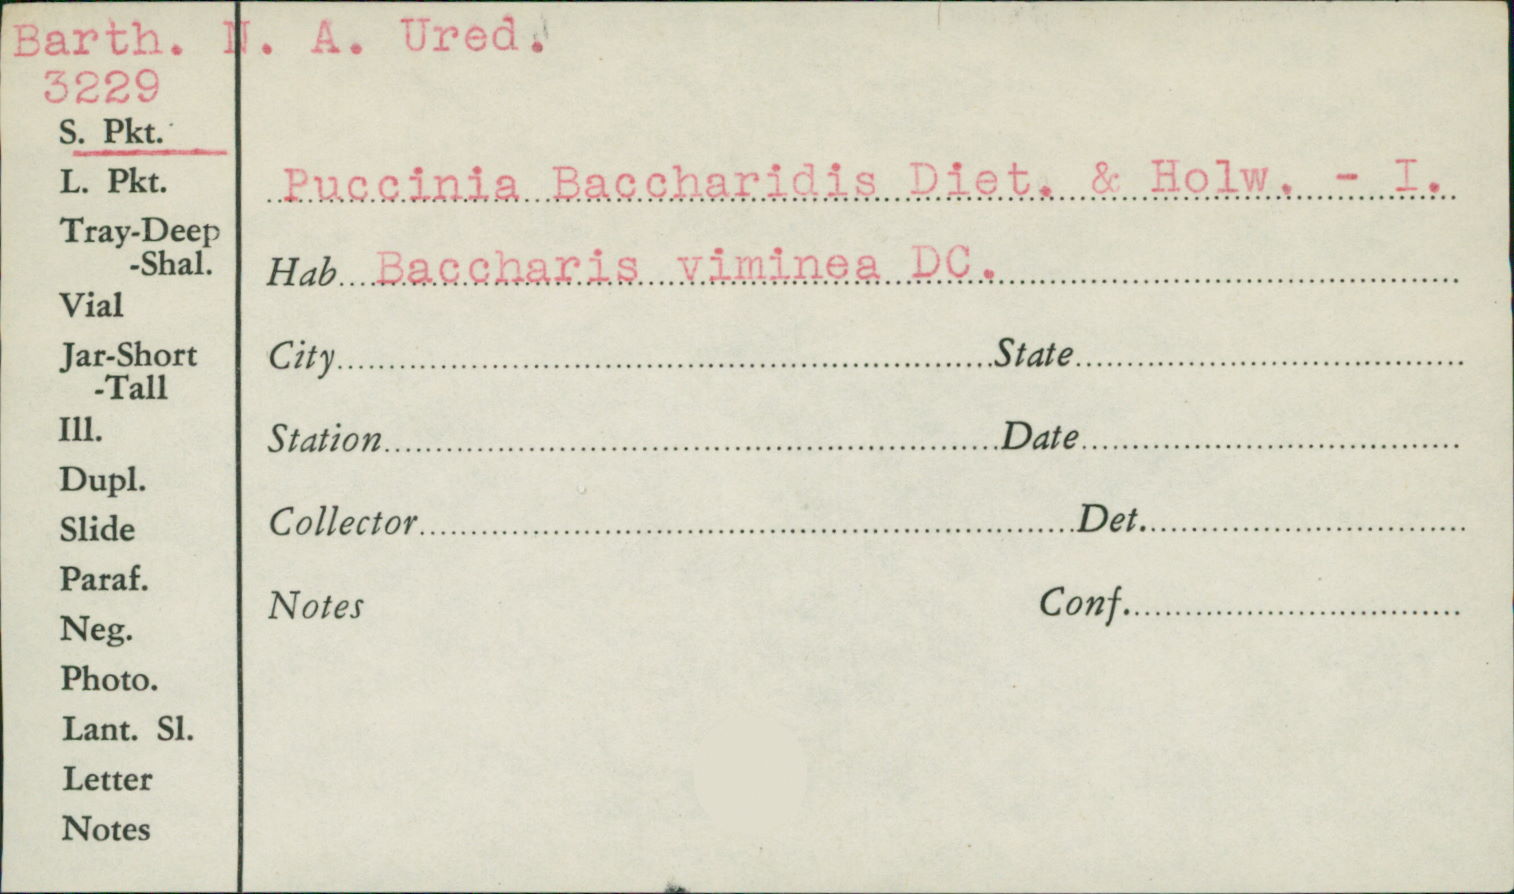 Barth. N. A. Ured.
3229
S. Pkt.
L. Pkt.
Tray-Deep
-Shal.
Vial
Jar-Short
-Tall
Ill.
Dupl.
Slide
Paraf.
Neg.
Photo.
Lant. Sl.
Letter
Notes
Puccinia Baccharidis Diet. & Holw. - I.
Hab Baccharis viminea DC.
City State
Station Date
Collector Det.
Notes Conf.